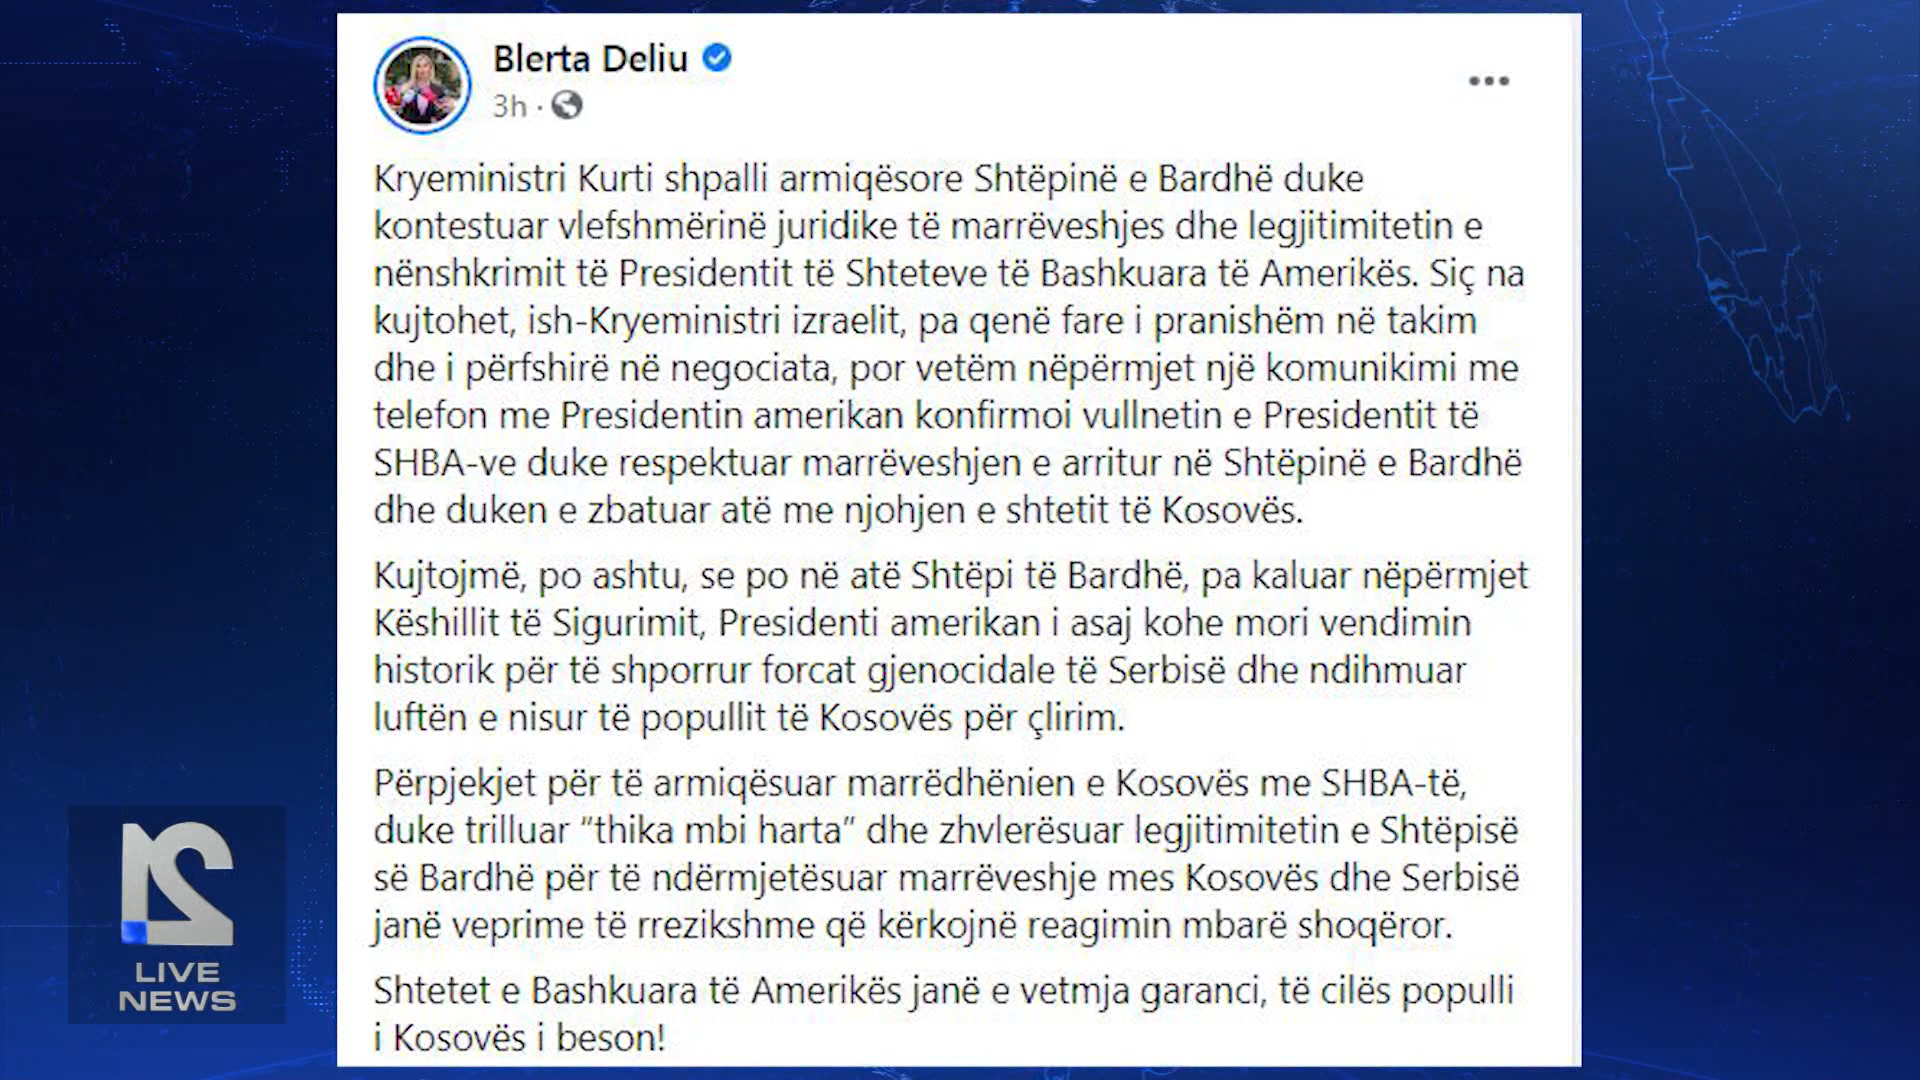 Blerta Deliu
3h ·
Kryeministri Kurti shpalli armiqësore Shtëpinë e Bardhë duke
kontestuar vlefshmërinë juridike të marrëveshjes dhe legjitimitetin e
nënshkrimit të Presidentit të Shteteve të Bashkuara të Amerikës. Siç na
kujtohet, ish-Kryeministri izraelit, pa qenë fare i pranishëm në takim
dhe i përfshirë në negociata, por vetëm nëpërmjet një komunikimi me
telefon me Presidentin amerikan konfirmoi vullnetin e Presidentit të
SHBA-ve duke respektuar marrëveshjen e arritur në Shtëpinë e Bardhë
dhe duken e zbatuar atë me njohjen e shtetit të Kosovës.
Kujtojmë, po ashtu, se po në atë Shtëpi të Bardhë, pa kaluar nëpërmjet
Këshillit të Sigurimit, Presidenti amerikan i asaj kohe mori vendimin
historik për të shporrur forcat gjenocidale të Serbisë dhe ndihmuar
luftën e nisur të popullit të Kosovës për çlirim.
Përpjekjet për të armiqësuar marrëdhënien e Kosovës me SHBA-të,
duke trilluar “thika mbi harta” dhe zhvlerësuar legjitimitetin e Shtëpisë
së Bardhë për të ndërmjetësuar marrëveshje mes Kosovës dhe Serbisë
janë veprime të rrezikshme që kërkojnë reagimin mbarë shoqëror.
Shtetet e Bashkuara të Amerikës janë e vetmja garanci, të cilës populli
i Kosovës i beson!
LIVE
NEWS